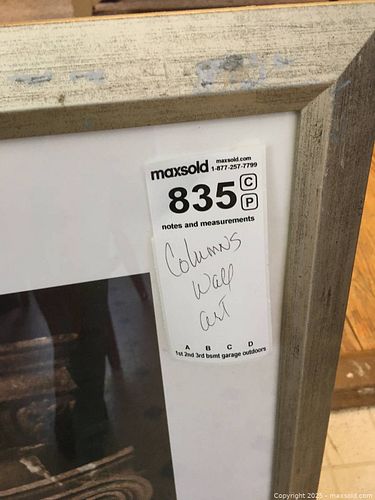 maxsold maxsold.com
1-877-257-7799
835 C
P
notes and measurements
Columns
Wall
art
A B C D
1st 2nd 3rd bsmt garage outdoors
Copyright 2025 - maxsold.com